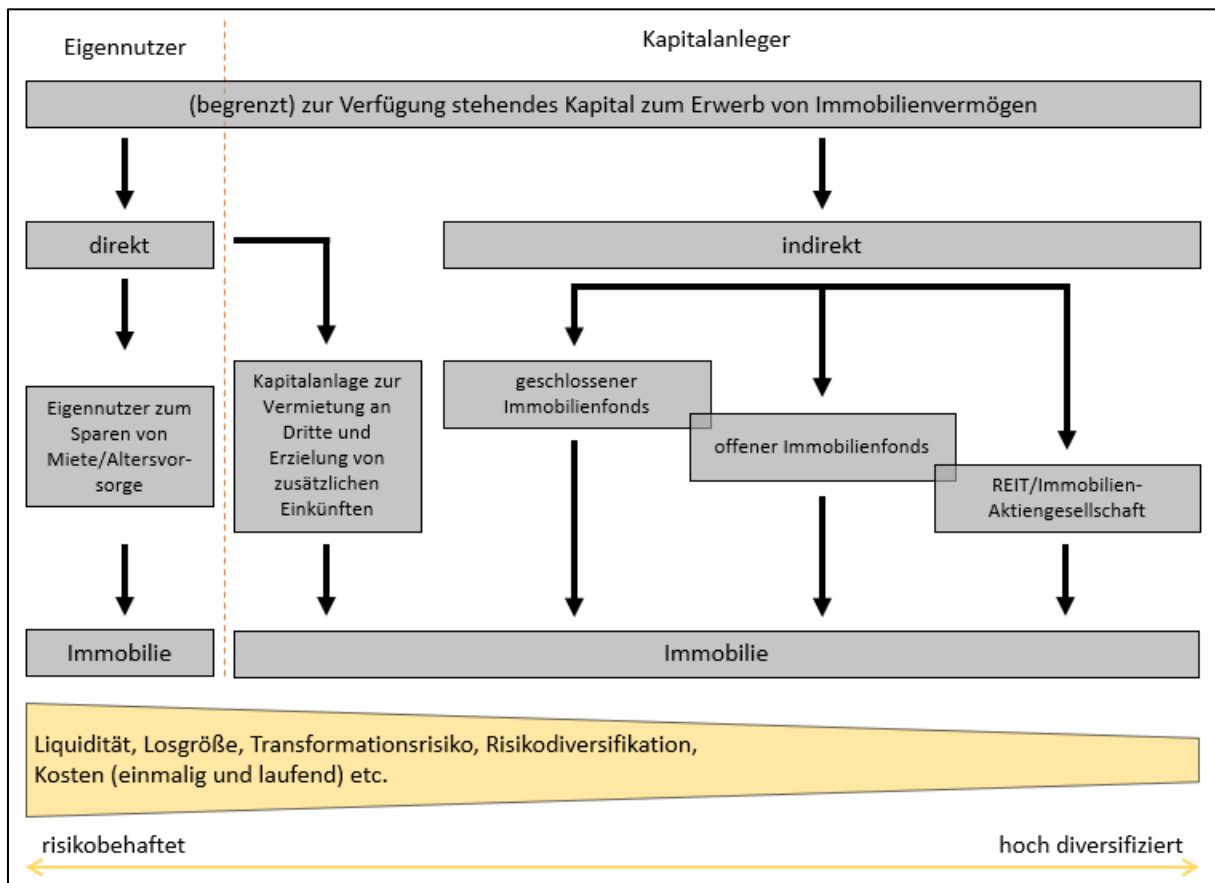 Eigennutzer
Kapitalanleger
(begrenzt) zur Verfügung stehendes Kapital zum Erwerb von Immobilienvermögen
direkt
indirekt
Eigennutzer zum
Sparen von
Miete/Altersvor-
sorge
Kapitalanlage zur
Vermietung an
Dritte und
Erzielung von
zusätzlichen
Einkünften
geschlossener
Immobilienfonds
offener Immobilienfonds
REIT/Immobilien-
Aktiengesellschaft
Immobilie
Immobilie
Liquidität, Losgröße, Transformationsrisiko, Risikodiversifikation,
Kosten (einmalig und laufend) etc.
risikobehaftet
hoch diversifiziert